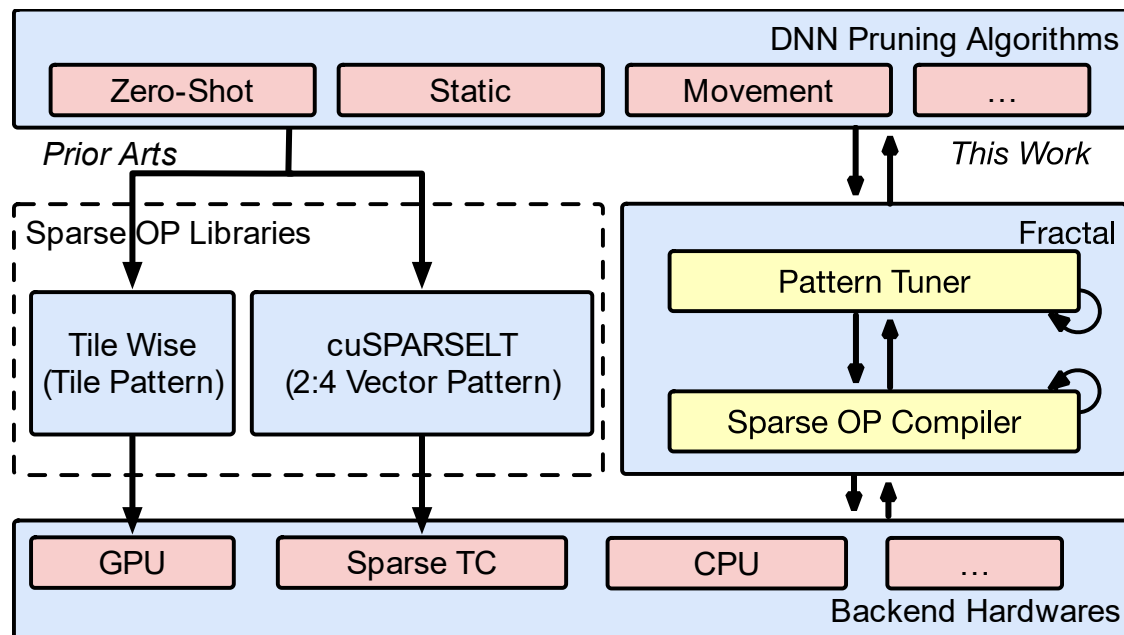 DNN Pruning Algorithms
Zero-Shot
Static
Movement
...
Prior Arts
This Work
Sparse OP Libraries
Tile Wise
(Tile Pattern)
cuSPARSELT
(2:4 Vector Pattern)
Fractal
Pattern Tuner
Sparse OP Compiler
GPU
Sparse TC
CPU
...
Backend Hardwares